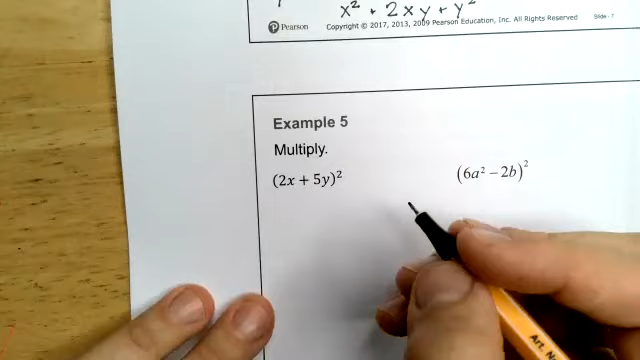 x² + 2xy + y²
Pearson
Copyright © 2017, 2013, 2009 Pearson Education, Inc. All Rights Reserved
Slide - 7
Example 5
Multiply.
(2x + 5y)²
(6a² – 2b)²
Art. N